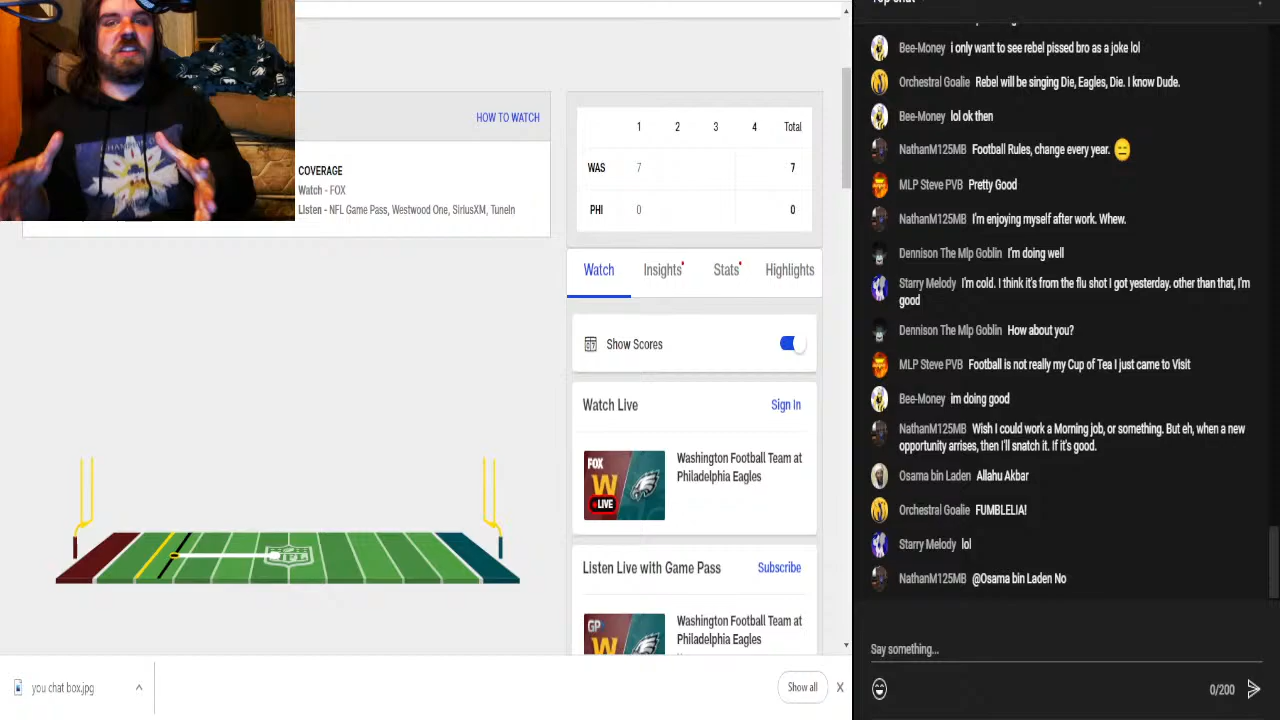 HOW TO WATCH
COVERAGE
Watch - FOX
Listen - NFL Game Pass, Westwood One, SiriusXM, TuneIn
1 2 3 4 Total
WAS 7 7
PHI 0 0
Watch Insights Stats Highlights
Show Scores
Watch Live Sign In
FOX
W
LIVE
Washington Football Team at
Philadelphia Eagles
NFL
Listen Live with Game Pass Subscribe
GP
W
Washington Football Team at
Philadelphia Eagles
you chat box.jpg
Show all X
Bee-Money i only want to see rebel pissed bro as a joke lol
Orchestral Goalie Rebel will be singing Die, Eagles, Die. I know Dude.
Bee-Money lol ok then
NathanM125MB Football Rules, change every year. 😑
MLP Steve PVB Pretty Good
NathanM125MB I'm enjoying myself after work. Whew.
Dennison The Mlp Goblin I'm doing well
Starry Melody I'm cold. I think it's from the flu shot I got yesterday. other than that, I'm
good
Dennison The Mlp Goblin How about you?
MLP Steve PVB Football is not really my Cup of Tea I just came to Visit
Bee-Money im doing good
NathanM125MB Wish I could work a Morning job, or something. But eh, when a new
opportunity arrises, then I'll snatch it. If it's good.
Osama bin Laden Allahu Akbar
Orchestral Goalie FUMBLELIA!
Starry Melody lol
NathanM125MB @Osama bin Laden No
Say something...
0/200